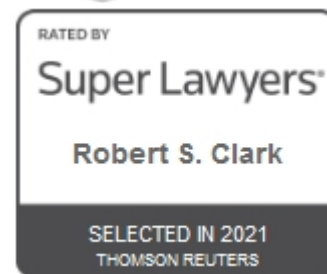 RATED BY
Super Lawyers®
Robert S. Clark
SELECTED IN 2021
THOMSON REUTERS